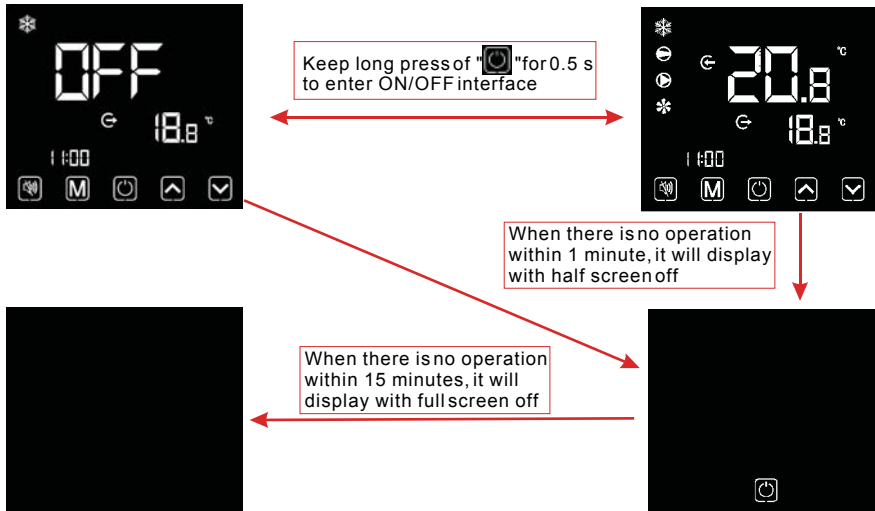 OFF
18.8 °C
11:00
M
Keep long press of " " for 0.5 s
to enter ON/OFF interface
20.8 °C
18.8 °C
11:00
M
When there is no operation
within 1 minute, it will display
with half screen off
When there is no operation
within 15 minutes, it will
display with full screen off